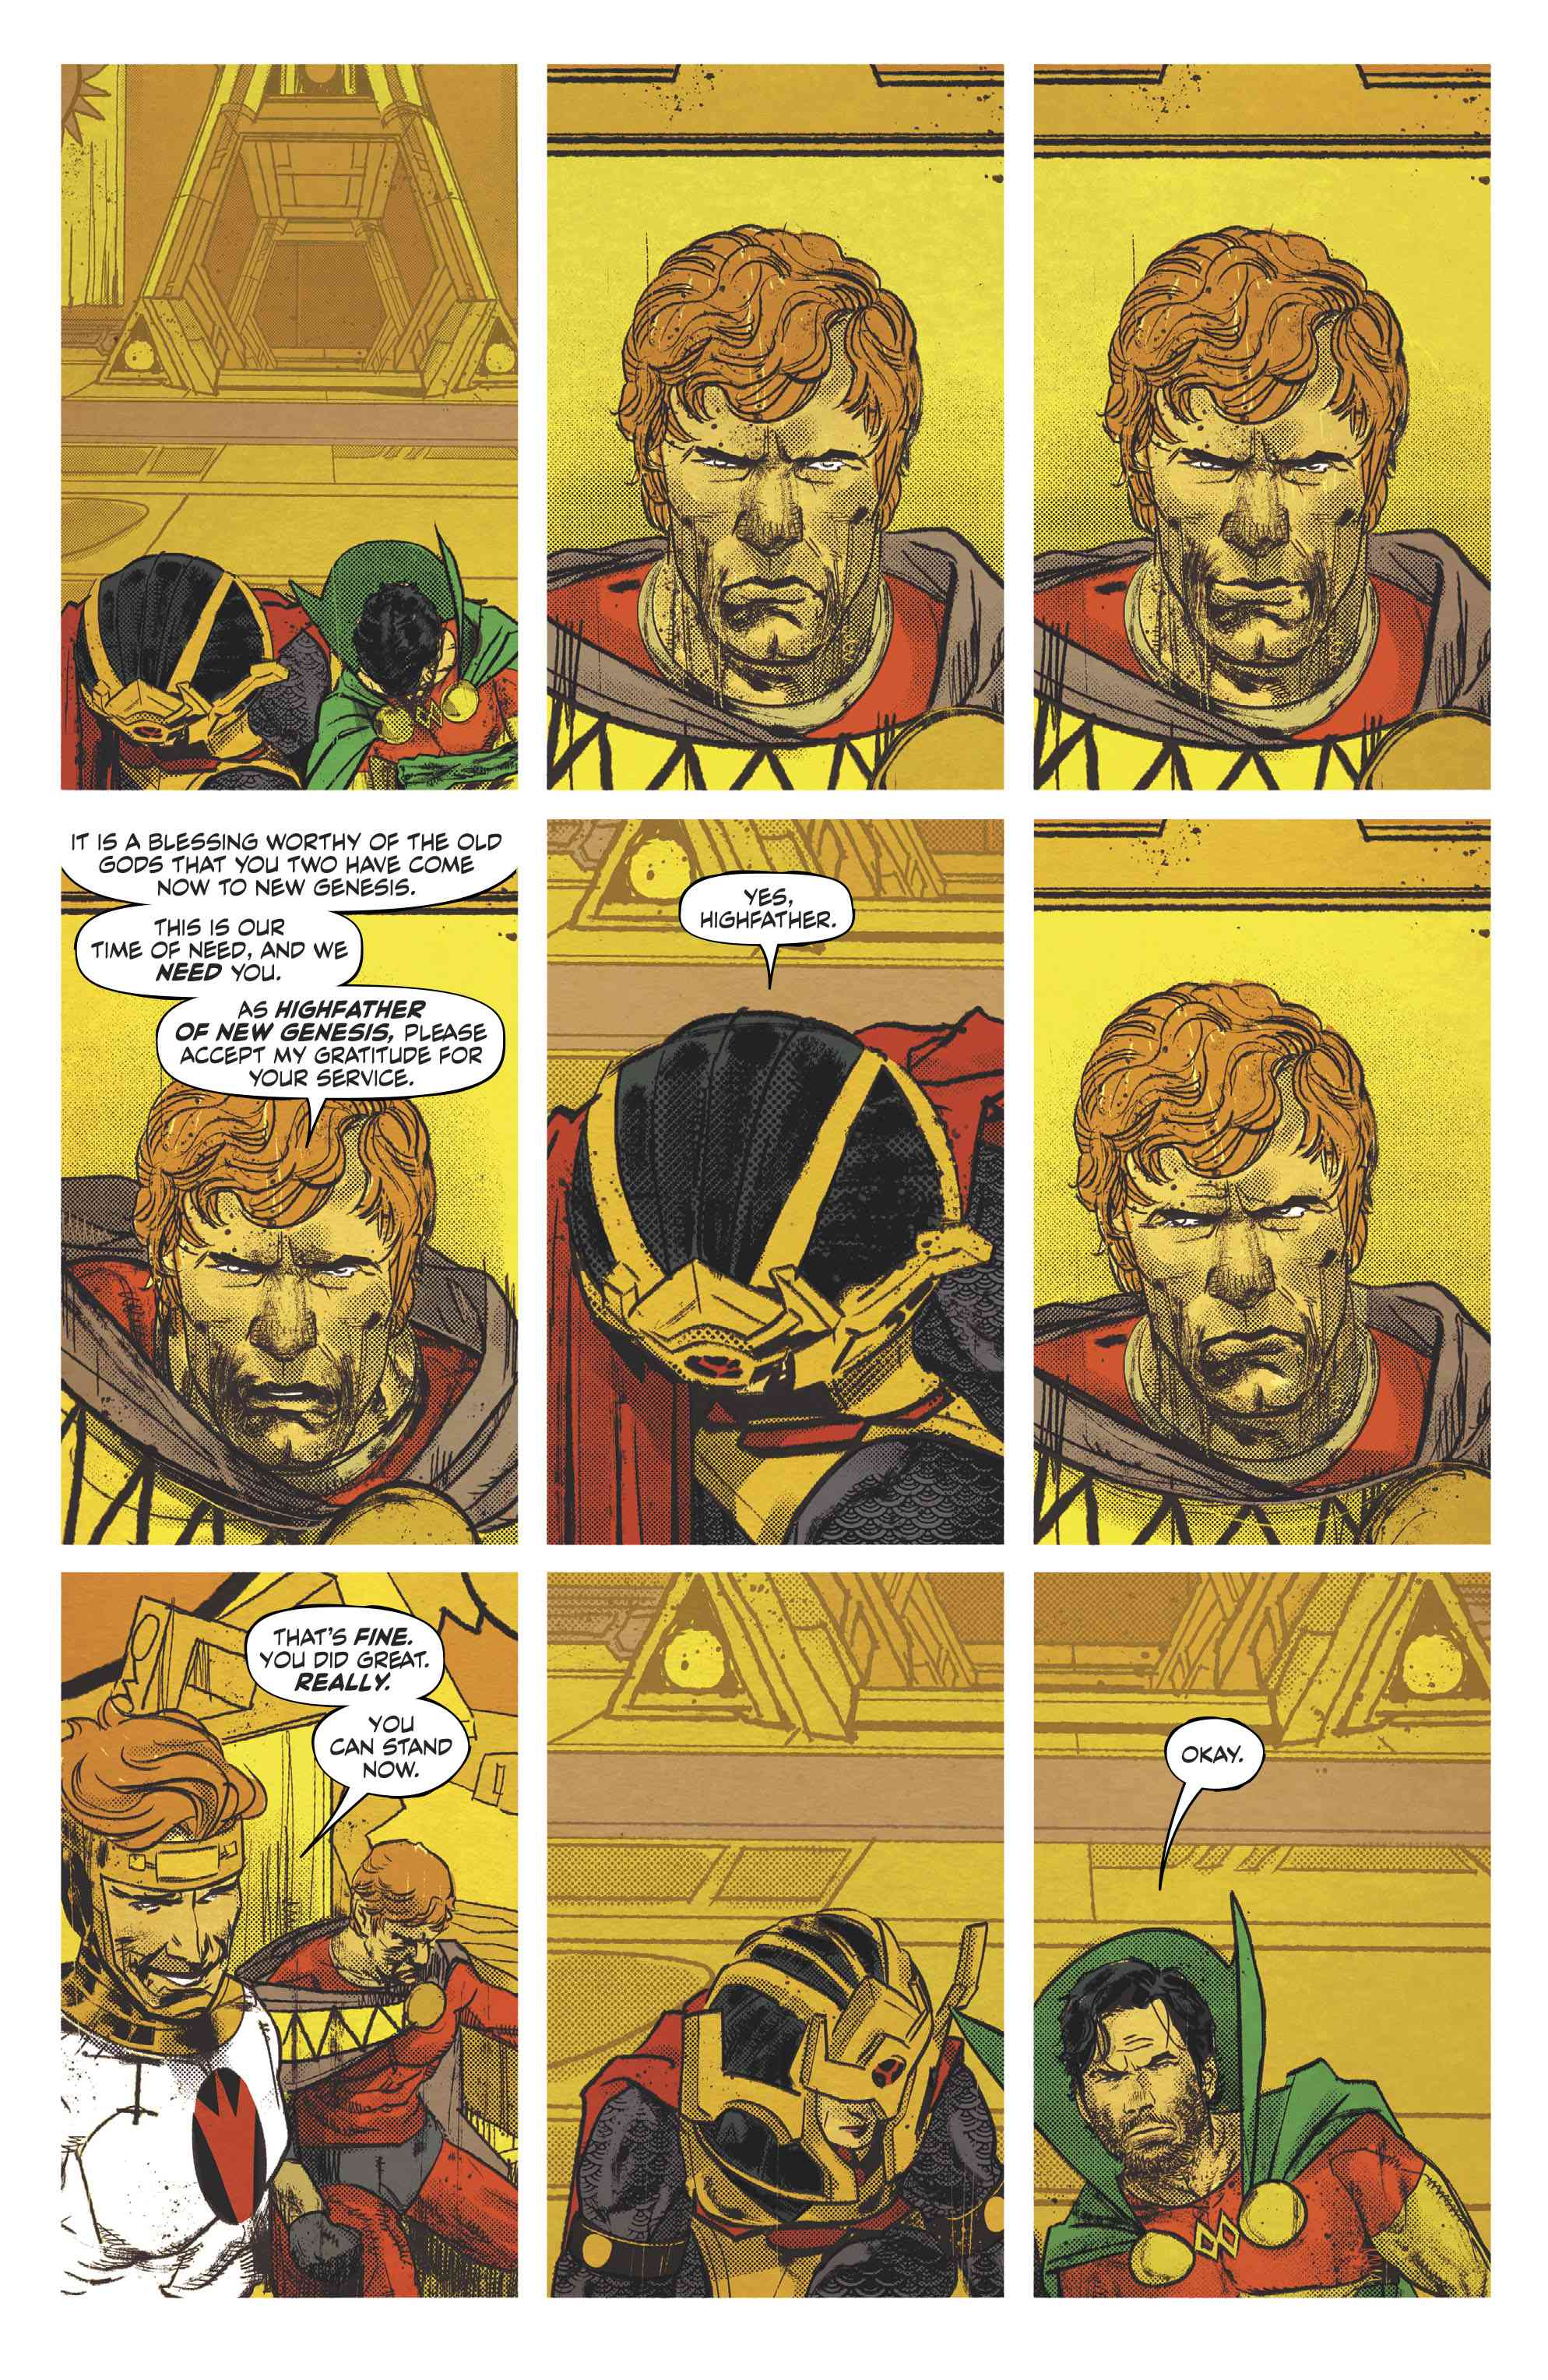 IT IS A BLESSING WORTHY OF THE OLD
GODS THAT YOU TWO HAVE COME
NOW TO NEW GENESIS.
THIS IS OUR
TIME OF NEED, AND WE
NEED YOU.
AS HIGHFATHER
OF NEW GENESIS, PLEASE
ACCEPT MY GRATITUDE FOR
YOUR SERVICE.
YES,
HIGHFATHER.
THAT'S FINE.
YOU DID GREAT.
REALLY.
YOU
CAN STAND
NOW.
OKAY.